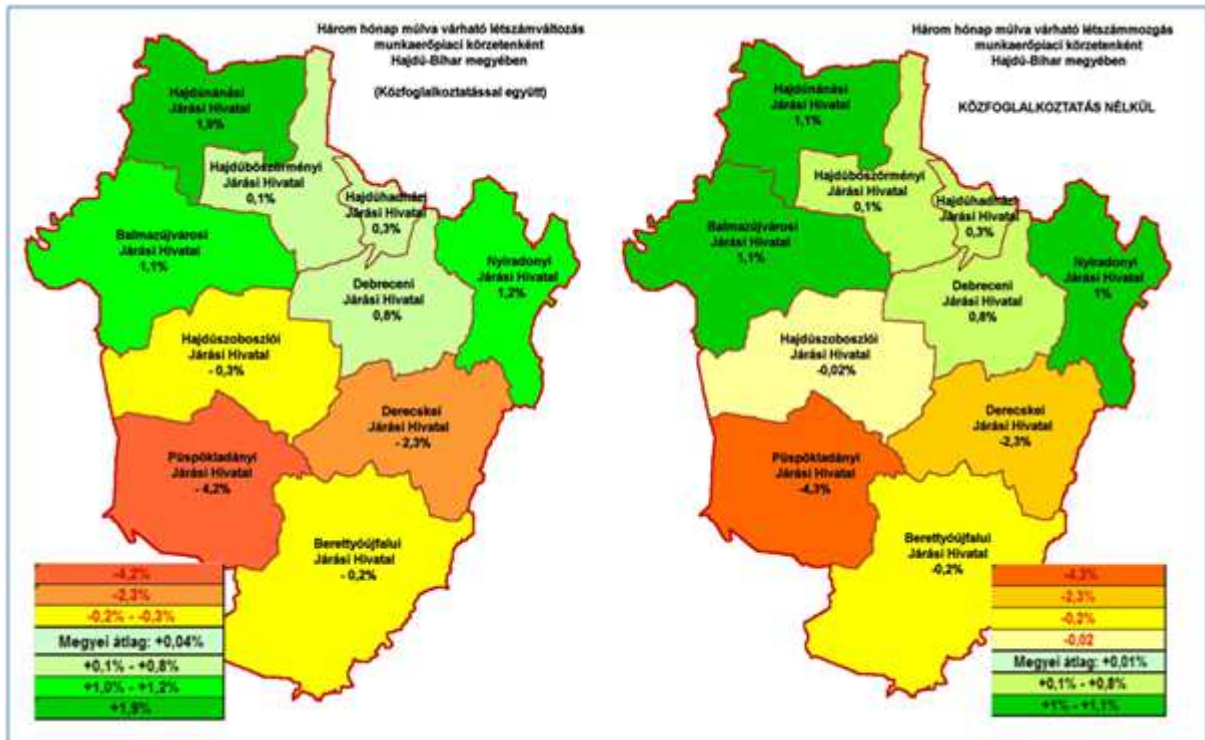 Három hónap múlva várható létszámváltozás
munkaerőpiaci körzetenként
Hajdú-Bihar megyében
(Közfoglalkoztatással együtt)
Hajdúnánási
Járási Hivatal
1,9%
Hajdúböszörményi
Járási Hivatal
0,1%
Hajdúhadházi
Járási Hivatal
0,3%
Balmazújvárosi
Járási Hivatal
1,1%
Nyíradonyi
Járási Hivatal
1,2%
Debreceni
Járási Hivatal
0,8%
Hajdúszoboszlói
Járási Hivatal
- 0,3%
Derecskei
Járási Hivatal
- 2,3%
Püspökladányi
Járási Hivatal
- 4,2%
Berettyóújfalui
Járási Hivatal
- 0,2%
-4,2%
-2,3%
-0,2% - -0,3%
Megyei átlag: +0,04%
+0,1% - +0,8%
+1,0% - +1,2%
+1,9%
Három hónap múlva várható létszámmozgás
munkaerőpiaci körzetenként
Hajdú-Bihar megyében
KÖZFOGLALKOZTATÁS NÉLKÜL
Hajdúnánási
Járási Hivatal
1,1%
Hajdúböszörményi
Járási Hivatal
0,1%
Hajdúhadházi
Járási Hivatal
0,3%
Balmazújvárosi
Járási Hivatal
1,1%
Nyíradonyi
Járási Hivatal
1%
Debreceni
Járási Hivatal
0,8%
Hajdúszoboszlói
Járási Hivatal
-0,02%
Derecskei
Járási Hivatal
-2,3%
Püspökladányi
Járási Hivatal
-4,3%
Berettyóújfalui
Járási Hivatal
-0,2%
-4,3%
-2,3%
-0,2%
-0,02
Megyei átlag: +0,01%
+0,1% - +0,8%
+1% - +1,1%